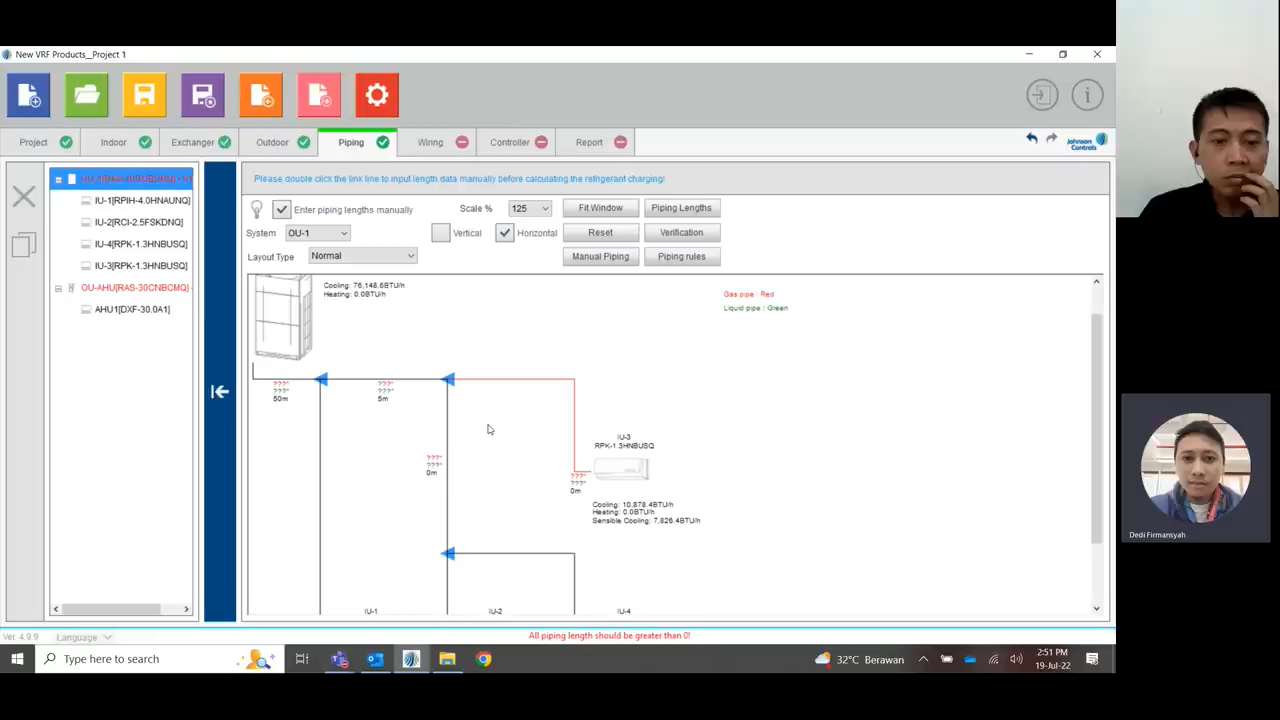 New VRF Products__Project 1
Project
Indoor
Exchanger
Outdoor
Piping
Wiring
Controller
Report
Johnson
Controls
IU-1[RPIH-4.0HNAUNQ]
IU-2[RCI-2.5FSKDNQ]
IU-4[RPK-1.3HNBUSQ]
IU-3[RPK-1.3HNBUSQ]
OU-AHU[RAS-30CNBCMQ] -
AHU1[DXF-30.0A1]
Please double click the link line to input length data manually before calculating the refrigerant charging!
Enter piping lengths manually
Scale %
125
Fit Window
Piping Lengths
System
OU-1
Vertical
Horizontal
Reset
Verification
Layout Type
Normal
Manual Piping
Piping rules
Cooling: 76,148.6BTU/h
Heating: 0.0BTU/h
Gas pipe : Red
Liquid pipe : Green
???"
???"
50m
???"
???"
5m
???"
???"
0m
IU-3
RPK-1.3HNBUSQ
???"
???"
0m
Cooling: 10,878.4BTU/h
Heating: 0.0BTU/h
Sensible Cooling: 7,826.4BTU/h
IU-1
IU-2
IU-4
Ver. 4.9.9
Language
All piping length should be greater than 0!
Type here to search
32°C Berawan
2:51 PM
19-Jul-22
Dedi Firmansyah